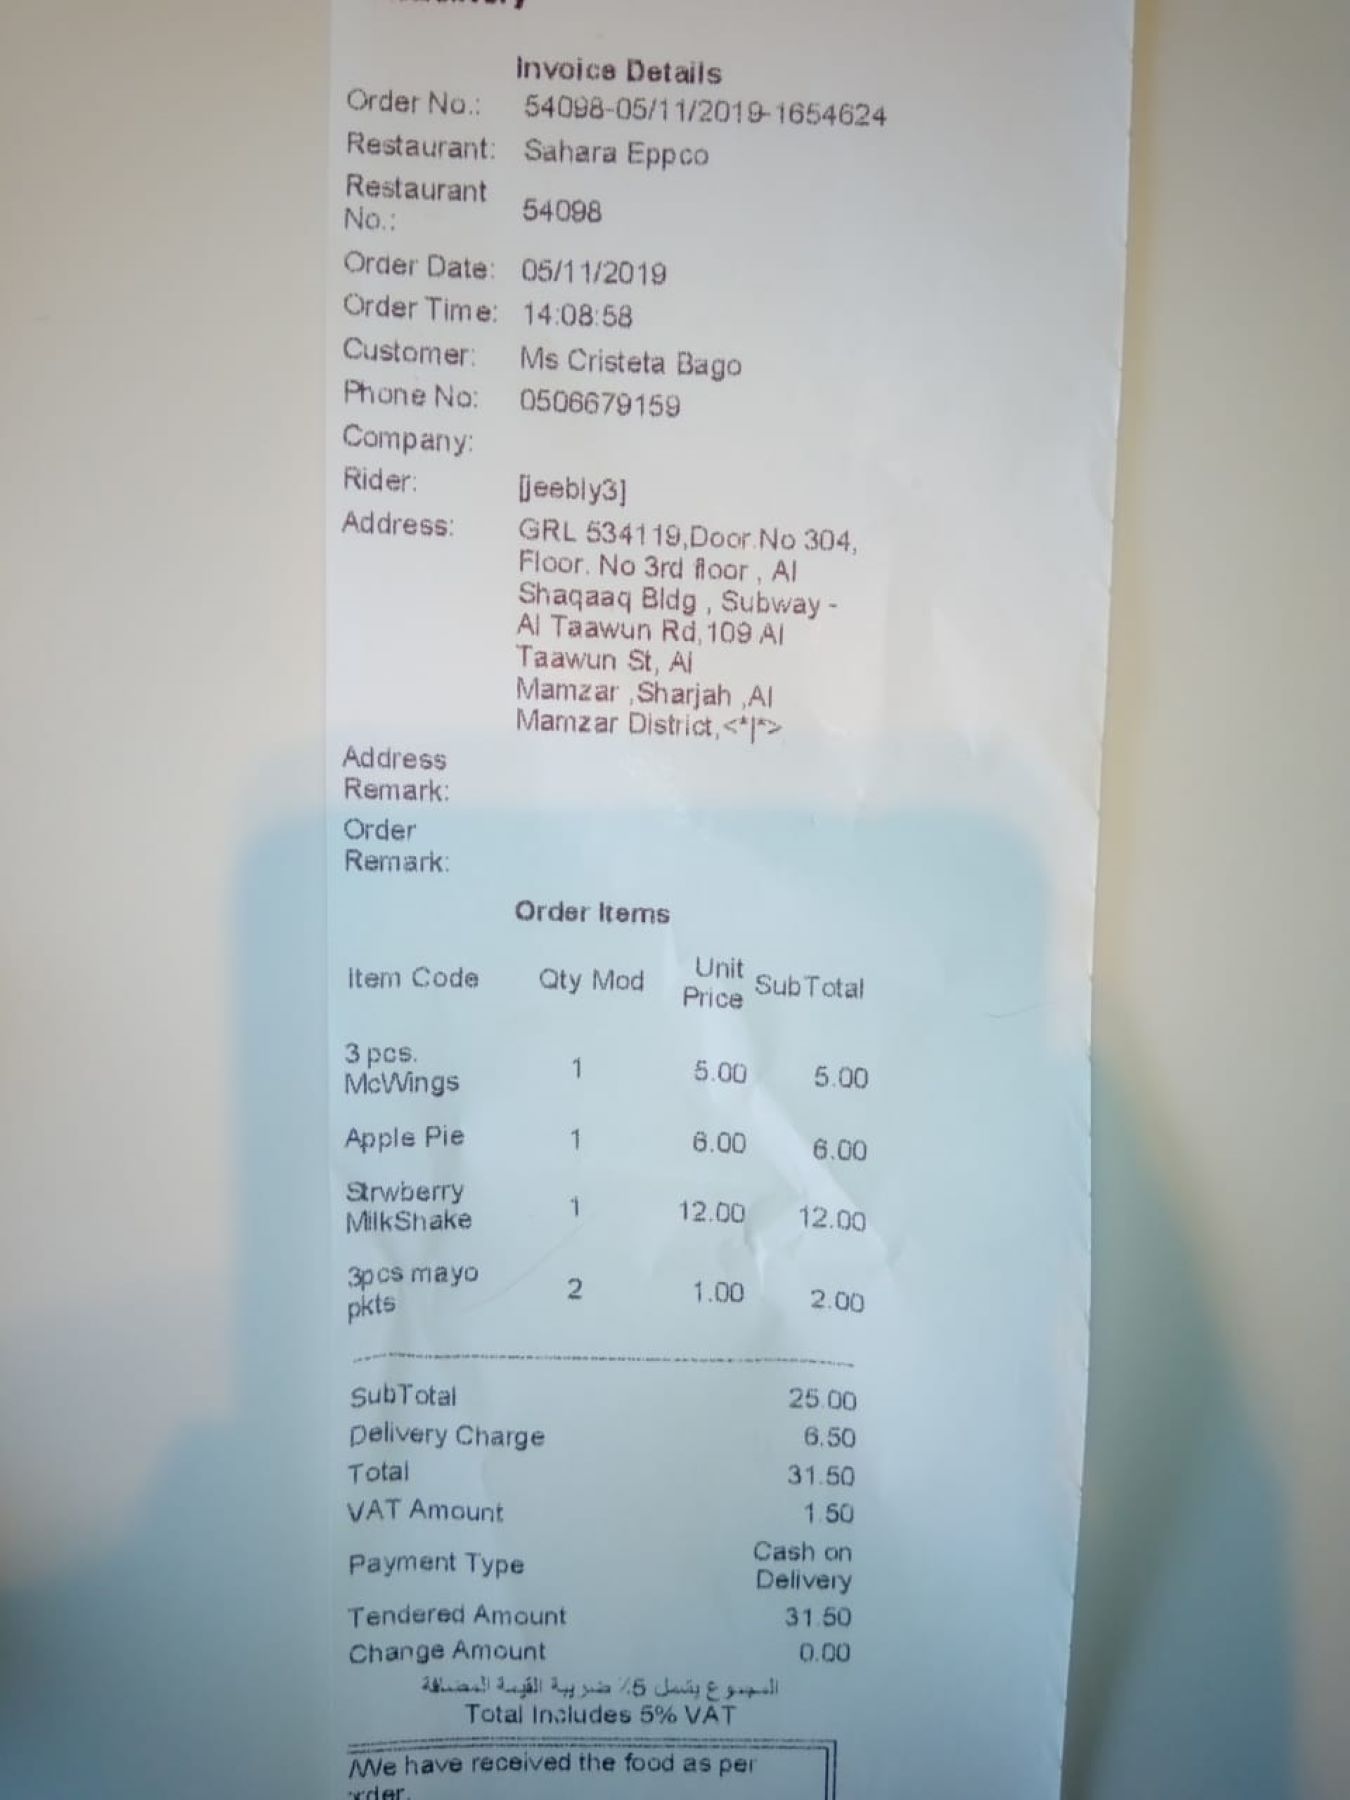 Invoice Details
Order No.: 54098-05/11/2019-1654624
Restaurant: Sahara Eppco
Restaurant
No.: 54098
Order Date: 05/11/2019
Order Time: 14:08:58
Customer: Ms Cristeta Bago
Phone No: 0506679159
Company:
Rider: [jeebly3]
Address: GRL 534119,Door.No 304,
Floor. No 3rd floor , Al
Shaqaaq Bldg , Subway -
Al Taawun Rd,109 Al
Taawun St, Al
Mamzar ,Sharjah ,Al
Mamzar District,<*|*>
Address
Remark:
Order
Remark:
Order Items
Item Code Qty Mod Unit Price SubTotal
3 pcs.
McWings 1 5.00 5.00
Apple Pie 1 6.00 6.00
Strwberry
MilkShake 1 12.00 12.00
3pcs mayo
pkts 2 1.00 2.00
SubTotal 25.00
Delivery Charge 6.50
Total 31.50
VAT Amount 1.50
Payment Type Cash on
Delivery
Tendered Amount 31.50
Change Amount 0.00
المجموع يشمل 5٪ ضريبة القيمة المضافة
Total Includes 5% VAT
We have received the food as per